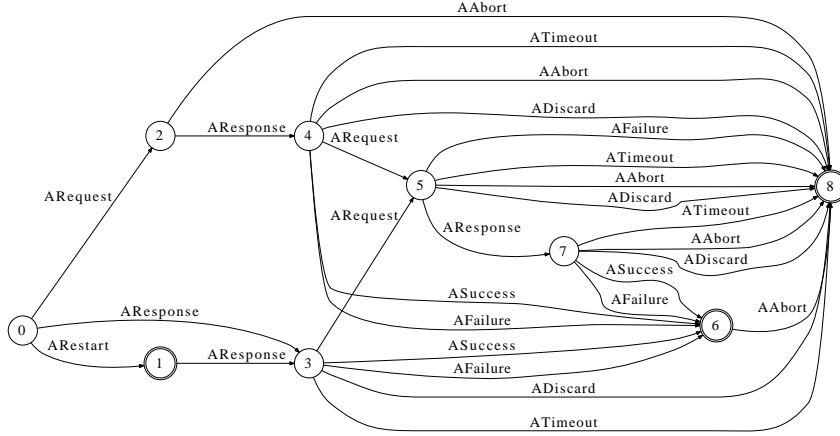 AAbort
ATimeout
AAbort
ADiscard
2
AResponse
4
ARequest
AFailure
ATimeout
AAbort
5
8
ADiscard
ARequest
ARequest
ATimeout
AResponse
AAbort
7
ADiscard
ASuccess
AFailure
ASuccess
AAbort
0
AResponse
AFailure
6
ARestart
ASuccess
1
AResponse
3
AFailure
ADiscard
ATimeout